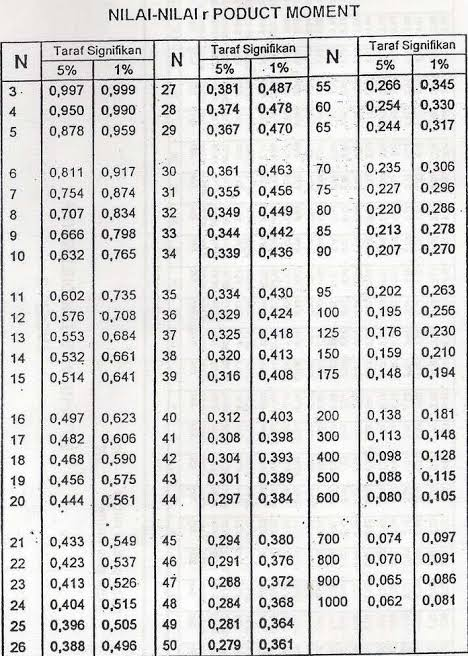 NILAI-NILAI r PODUCT MOMENT
N Taraf Signifikan N Taraf Signifikan N Taraf Signifikan
5% 1% 5% 1% 5% 1%
3 0,997 0,999 27 0,381 0,487 55 0,266 0,345
4 0,950 0,990 28 0,374 0,478 60 0,254 0,330
5 0,878 0,959 29 0,367 0,470 65 0,244 0,317
6 0,811 0,917 30 0,361 0,463 70 0,235 0,306
7 0,754 0,874 31 0,355 0,456 75 0,227 0,296
8 0,707 0,834 32 0,349 0,449 80 0,220 0,286
9 0,666 0,798 33 0,344 0,442 85 0,213 0,278
10 0,632 0,765 34 0,339 0,436 90 0,207 0,270
11 0,602 0,735 35 0,334 0,430 95 0,202 0,263
12 0,576 0,708 36 0,329 0,424 100 0,195 0,256
13 0,553 0,684 37 0,325 0,418 125 0,176 0,230
14 0,532 0,661 38 0,320 0,413 150 0,159 0,210
15 0,514 0,641 39 0,316 0,408 175 0,148 0,194
16 0,497 0,623 40 0,312 0,403 200 0,138 0,181
17 0,482 0,606 41 0,308 0,398 300 0,113 0,148
18 0,468 0,590 42 0,304 0,393 400 0,098 0,128
19 0,456 0,575 43 0,301 0,389 500 0,088 0,115
20 0,444 0,561 44 0,297 0,384 600 0,080 0,105
21 0,433 0,549 45 0,294 0,380 700 0,074 0,097
22 0,423 0,537 46 0,291 0,376 800 0,070 0,091
23 0,413 0,526 47 0,288 0,372 900 0,065 0,086
24 0,404 0,515 48 0,284 0,368 1000 0,062 0,081
25 0,396 0,505 49 0,281 0,364
26 0,388 0,496 50 0,279 0,361